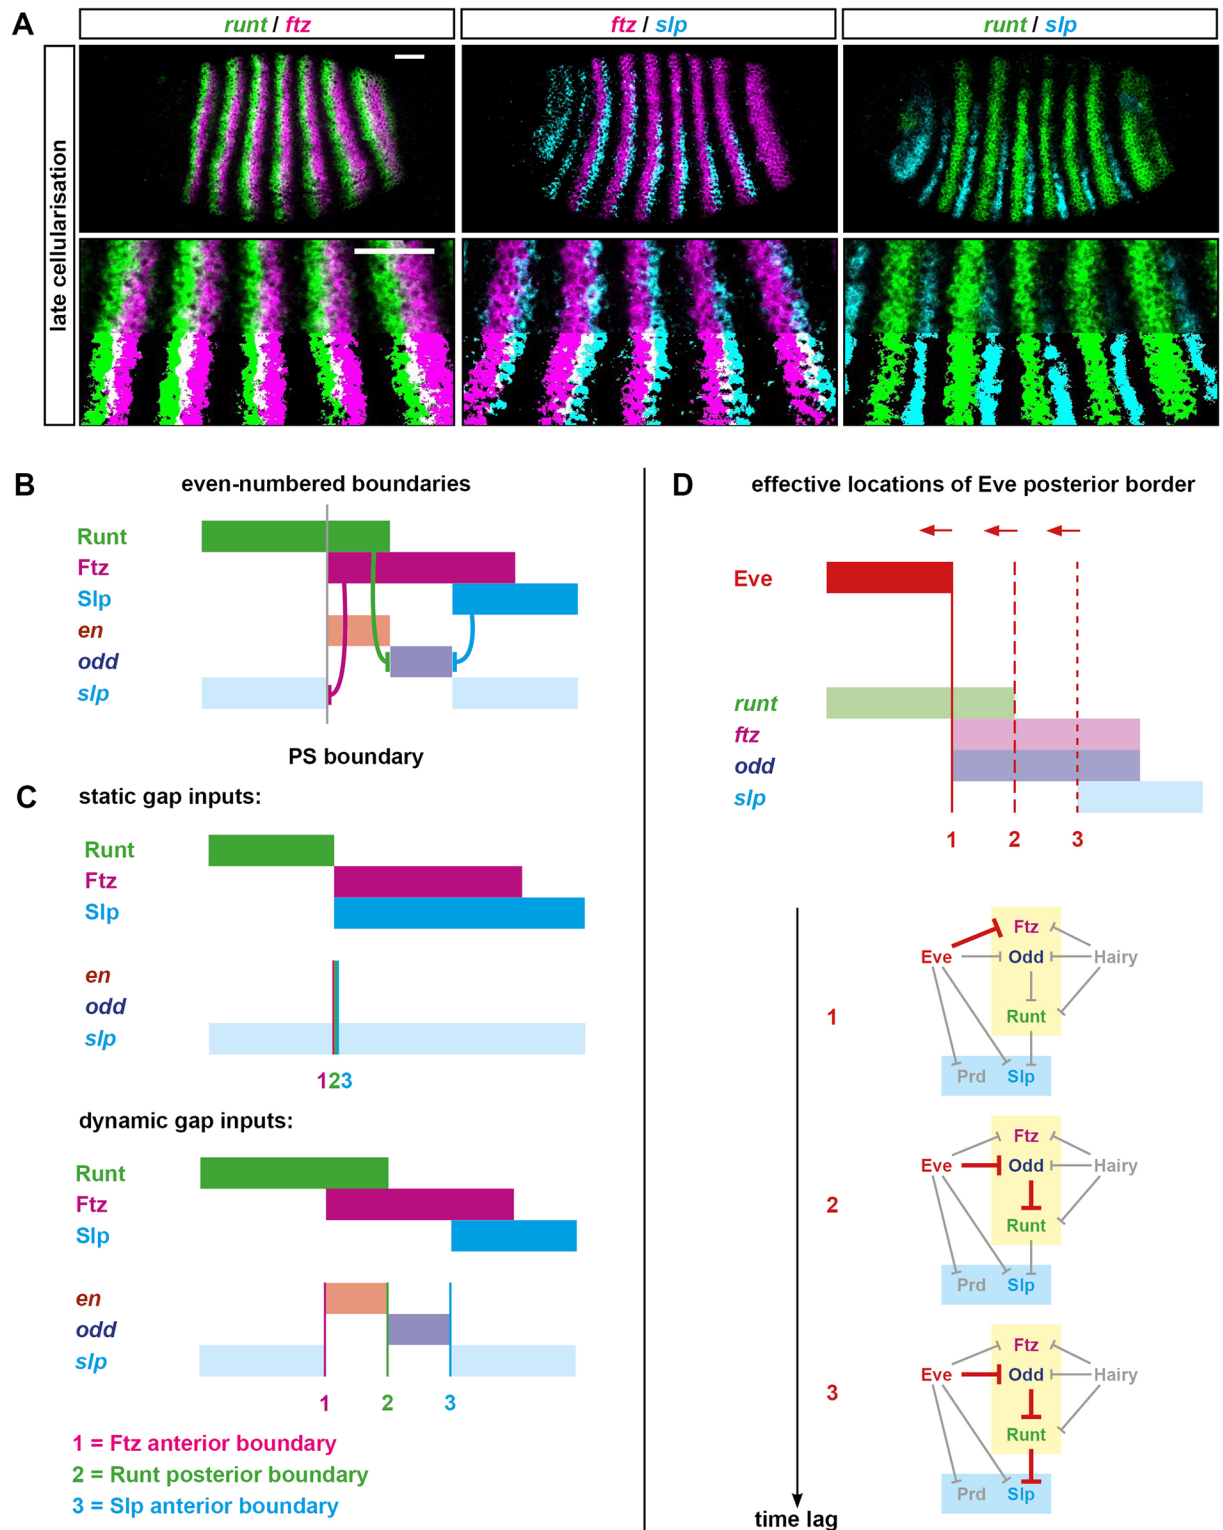 A
runt / ftz
ftz / slp
runt / slp
late cellularisation
B
even-numbered boundaries
Runt
Ftz
Slp
en
odd
slp
PS boundary
C
static gap inputs:
Runt
Ftz
Slp
en
odd
slp
123
dynamic gap inputs:
Runt
Ftz
Slp
en
odd
slp
1 2 3
1 = Ftz anterior boundary
2 = Runt posterior boundary
3 = Slp anterior boundary
D
effective locations of Eve posterior border
Eve
runt
ftz
odd
slp
1 2 3
Ftz
Eve Odd Hairy
1
Runt
Prd Slp
Ftz
Eve Odd Hairy
2
Runt
Prd Slp
Ftz
Eve Odd Hairy
3
Runt
Prd Slp
time lag